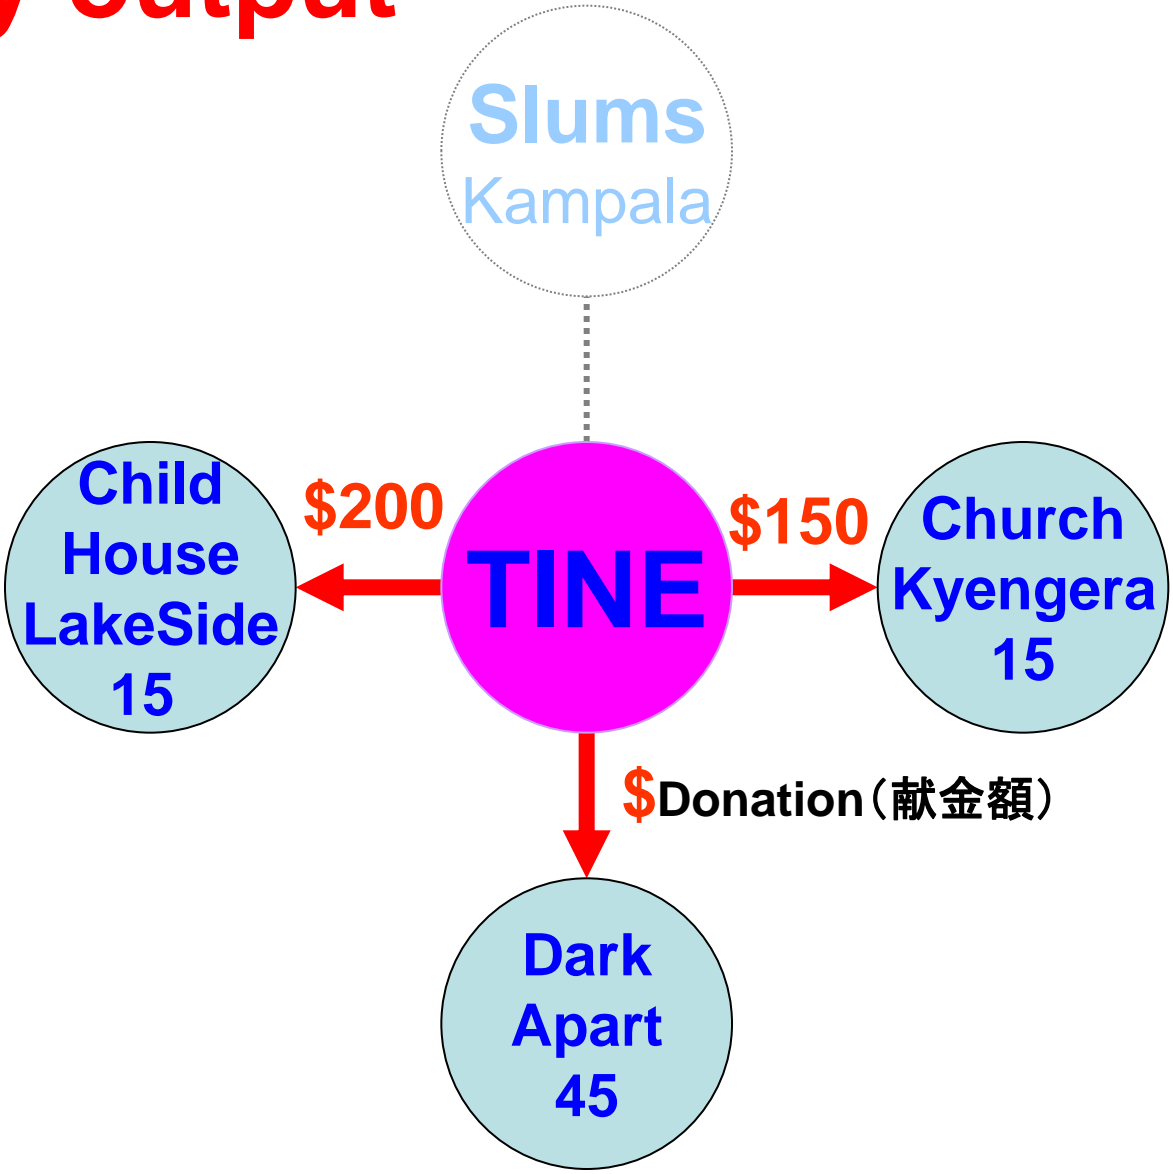 output
Slums
Kampala
Child
House
LakeSide
15
$200
TINE
$150
Church
Kyengera
15
$Donation（献金額）
Dark
Apart
45